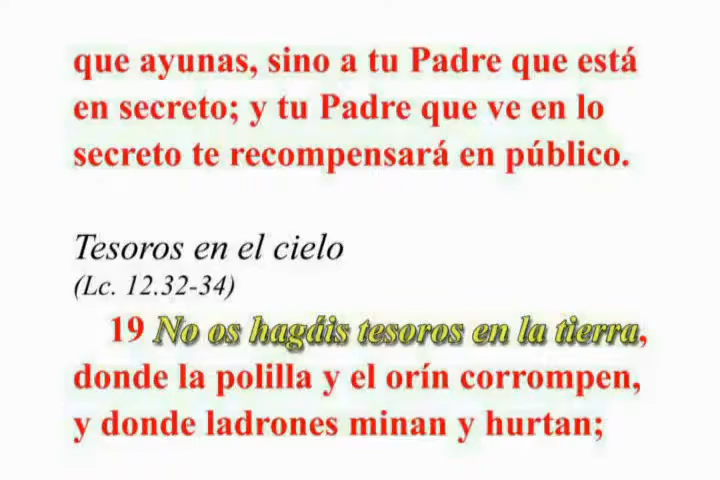 que ayunas, sino a tu Padre que está
en secreto; y tu Padre que ve en lo
secreto te recompensará en público.
Tesoros en el cielo
(Lc. 12.32-34)
19 No os hagáis tesoros en la tierra,
donde la polilla y el orín corrompen,
y donde ladrones minan y hurtan;